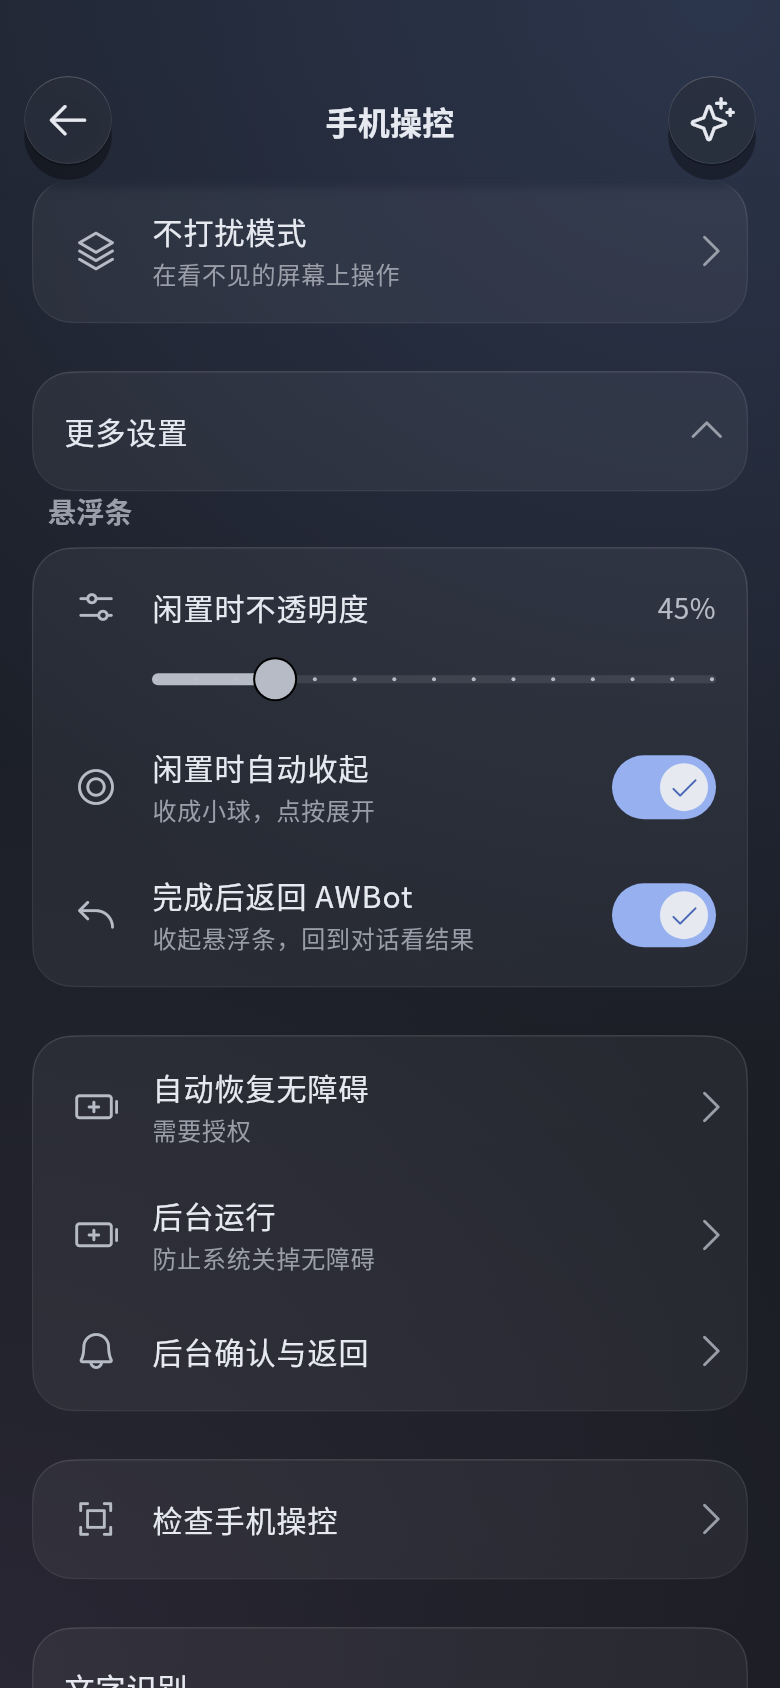 手机操控
不打扰模式
在看不见的屏幕上操作
更多设置
悬浮条
闲置时不透明度
45%
闲置时自动收起
收成小球，点按展开
完成后返回 AWBot
收起悬浮条，回到对话看结果
自动恢复无障碍
需要授权
后台运行
防止系统关掉无障碍
后台确认与返回
检查手机操控
文字识别